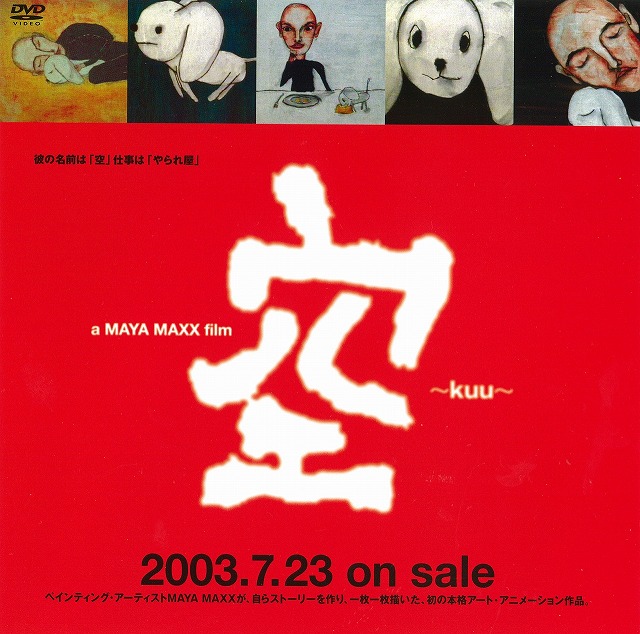 DVD
VIDEO
彼の名前は「空」仕事は「やられ屋」
空
a MAYA MAXX film
〜kuu〜
2003.7.23 on sale
ペインティング・アーティストMAYA MAXXが、自らストーリーを作り、一枚一枚描いた、初の本格アート・アニメーション作品。